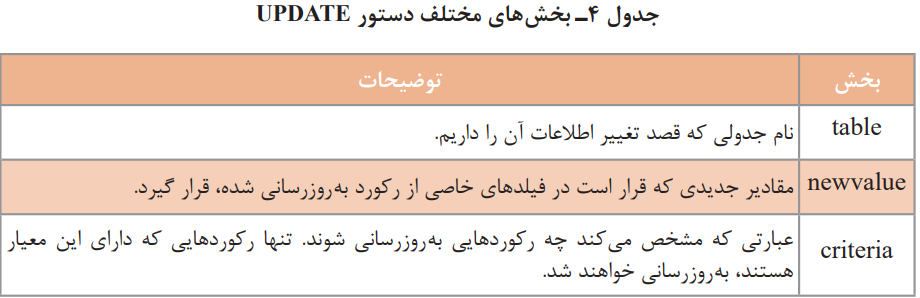 جدول ۴ـ بخش‌های مختلف دستور UPDATE
بخش توضیحات
table نام جدولی که قصد تغییر اطلاعات آن را داریم.
newvalue مقادیر جدیدی که قرار است در فیلدهای خاصی از رکورد به‌روزرسانی شده، قرار گیرد.
criteria عبارتی که مشخص می‌کند چه رکوردهایی به‌روزرسانی شوند. تنها رکوردهایی که دارای این معیار
هستند، به‌روزرسانی خواهند شد.